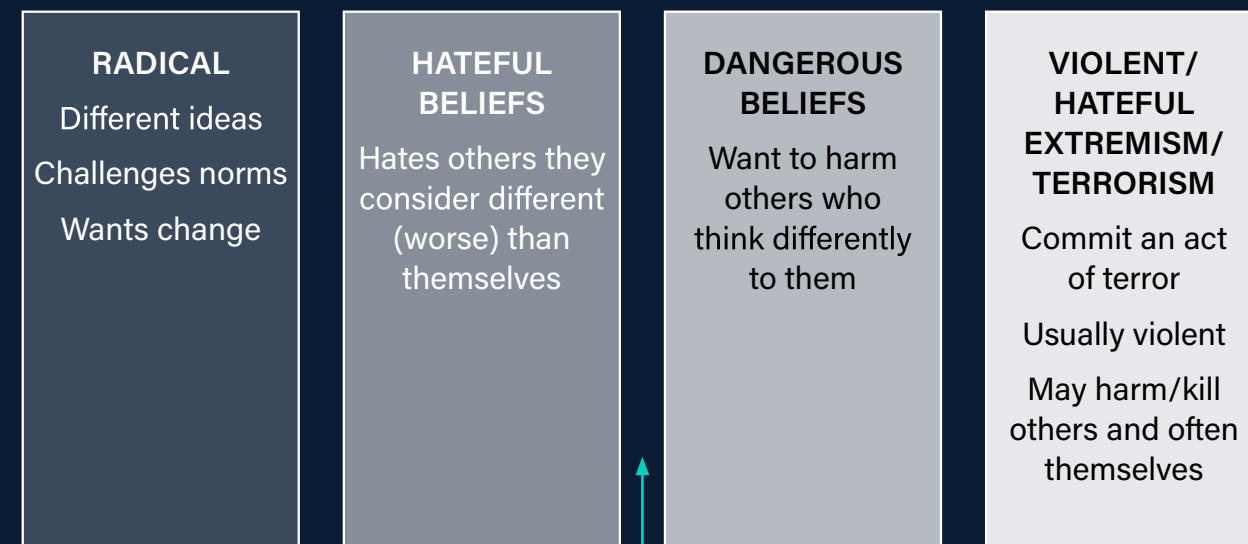 RADICAL
Different ideas
Challenges norms
Wants change
HATEFUL
BELIEFS
Hates others they
consider different
(worse) than
themselves
DANGEROUS
BELIEFS
Want to harm
others who
think differently
to them
VIOLENT/
HATEFUL
EXTREMISM/
TERRORISM
Commit an act
of terror
Usually violent
May harm/kill
others and often
themselves